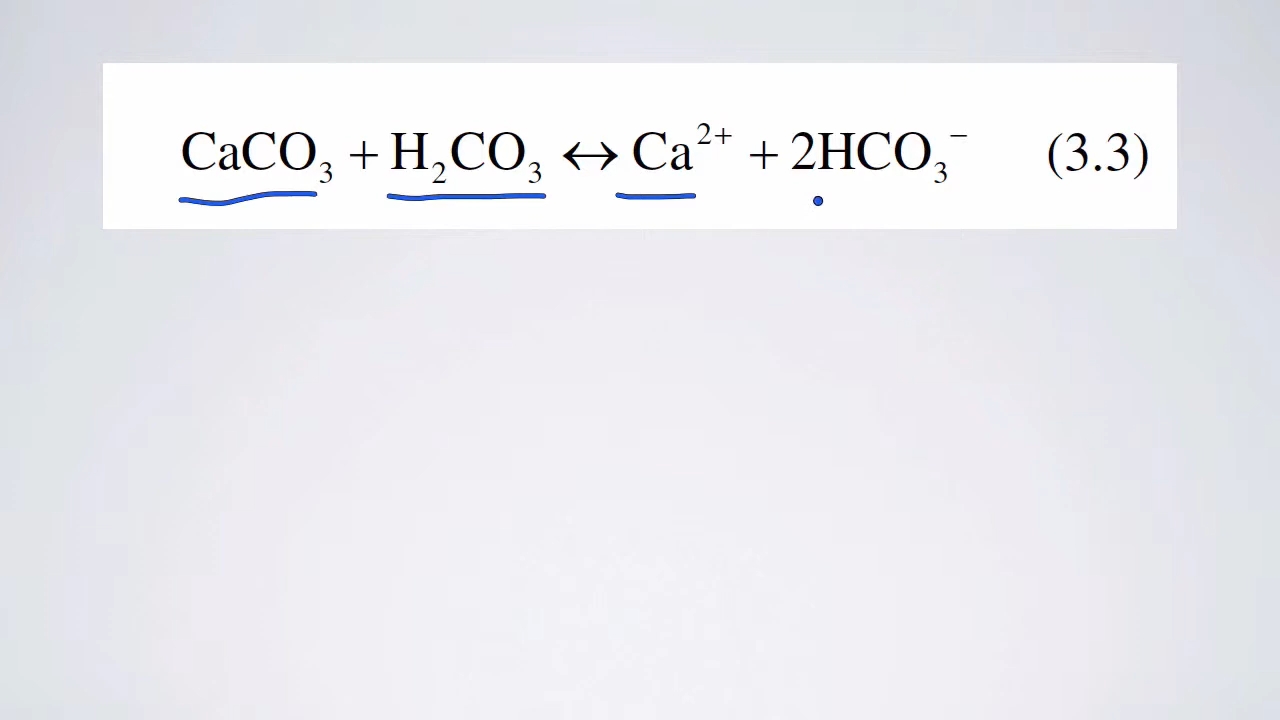 CaCO₃ + H₂CO₃ ↔ Ca²⁺ + 2HCO₃⁻ (3.3)